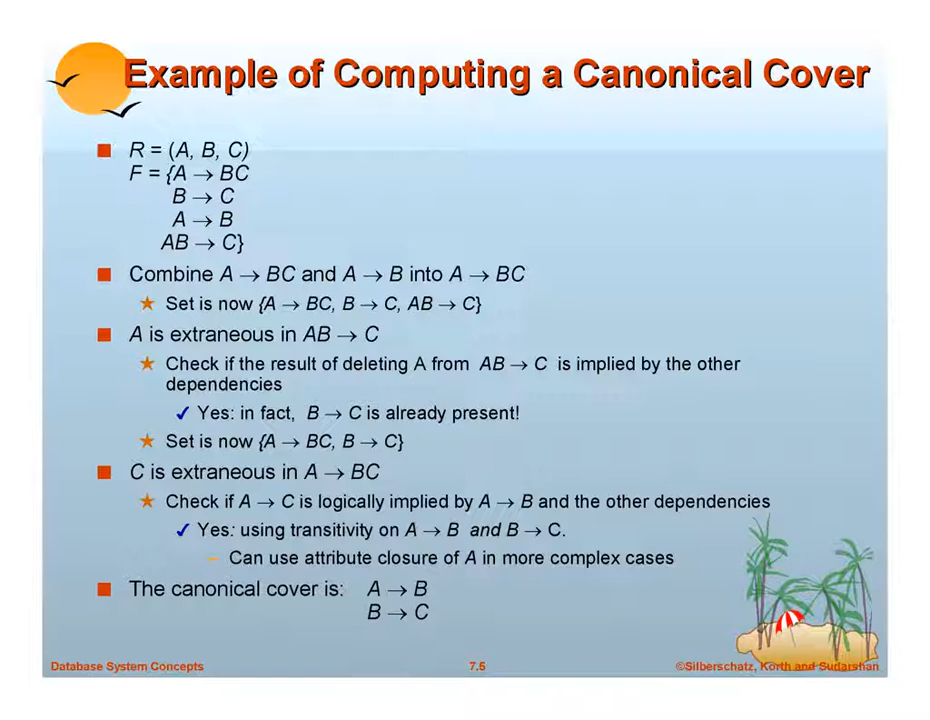 Example of Computing a Canonical Cover
R = (A, B, C)
F = {A → BC
B → C
A → B
AB → C}
Combine A → BC and A → B into A → BC
Set is now {A → BC, B → C, AB → C}
A is extraneous in AB → C
Check if the result of deleting A from AB → C is implied by the other
dependencies
Yes: in fact, B → C is already present!
Set is now {A → BC, B → C}
C is extraneous in A → BC
Check if A → C is logically implied by A → B and the other dependencies
Yes: using transitivity on A → B and B → C.
– Can use attribute closure of A in more complex cases
The canonical cover is: A → B
B → C
Database System Concepts 7.5 ©Silberschatz, Korth and Sudarshan